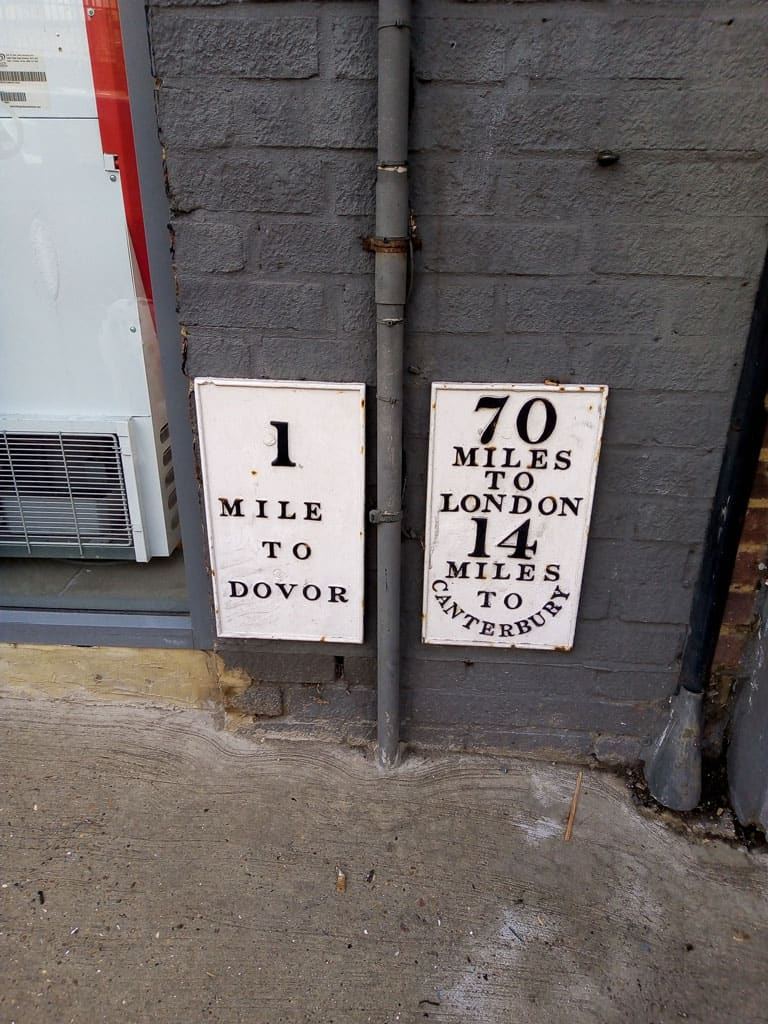 1
MILE
TO
DOVOR
70
MILES
TO
LONDON
14
MILES
TO
CANTERBURY